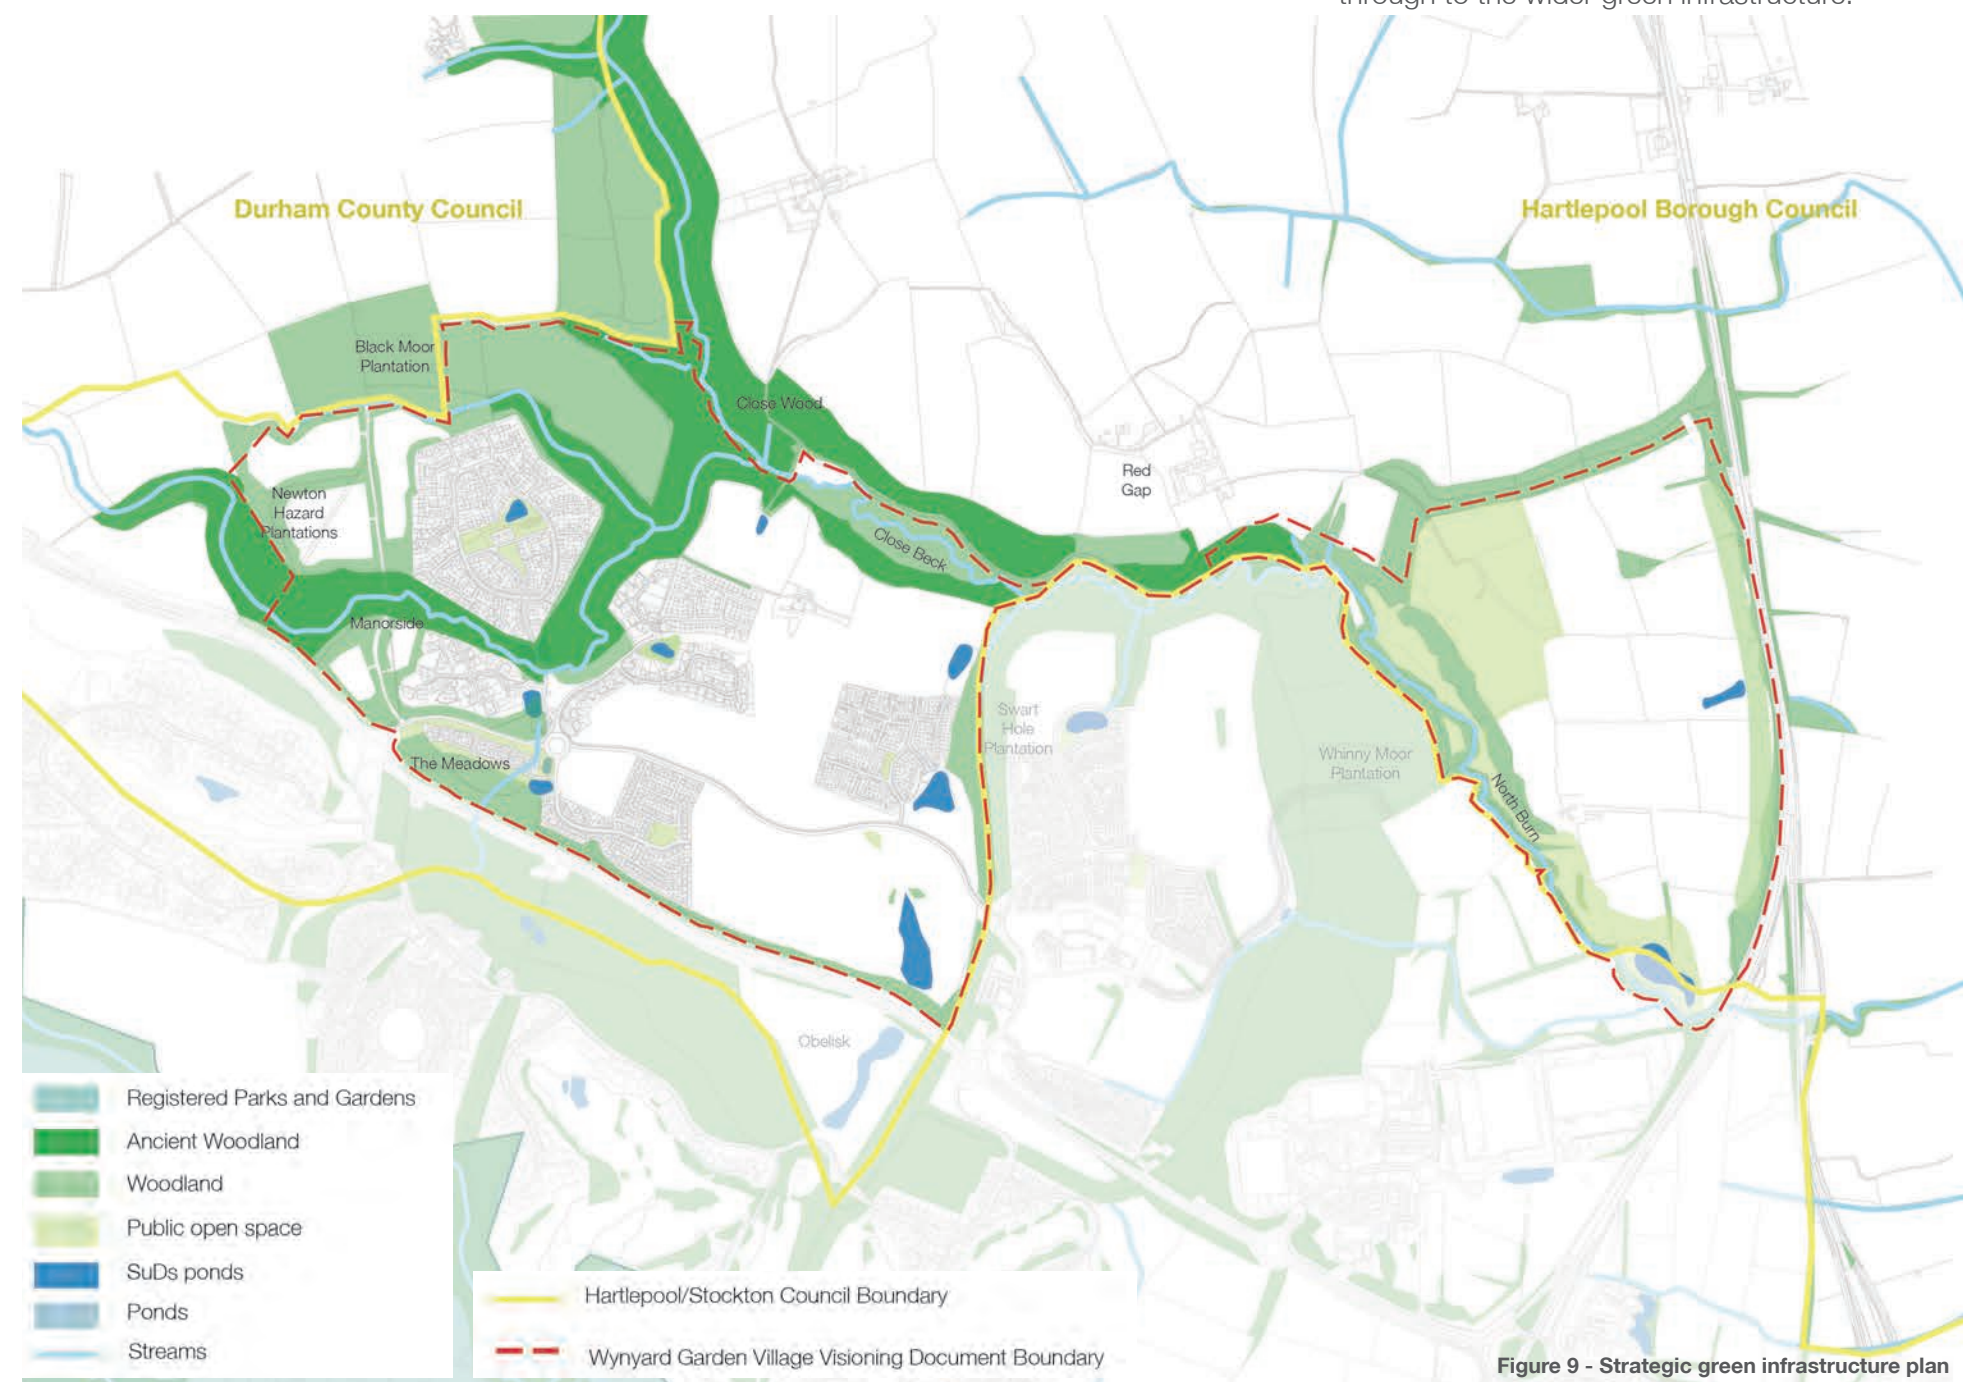 through to the wider green infrastructure.
Durham County Council
Hartlepool Borough Council
Black Moor
Plantation
Close Wood
Red
Gap
Newton
Hazard
Plantations
Close Beck
Manorside
Swart
Hole
Plantation
Whinny Moor
Plantation
The Meadows
North Burn
Obelisk
Registered Parks and Gardens
Ancient Woodland
Woodland
Public open space
SuDs ponds
Ponds
Streams
Hartlepool/Stockton Council Boundary
Wynyard Garden Village Visioning Document Boundary
Figure 9 - Strategic green infrastructure plan